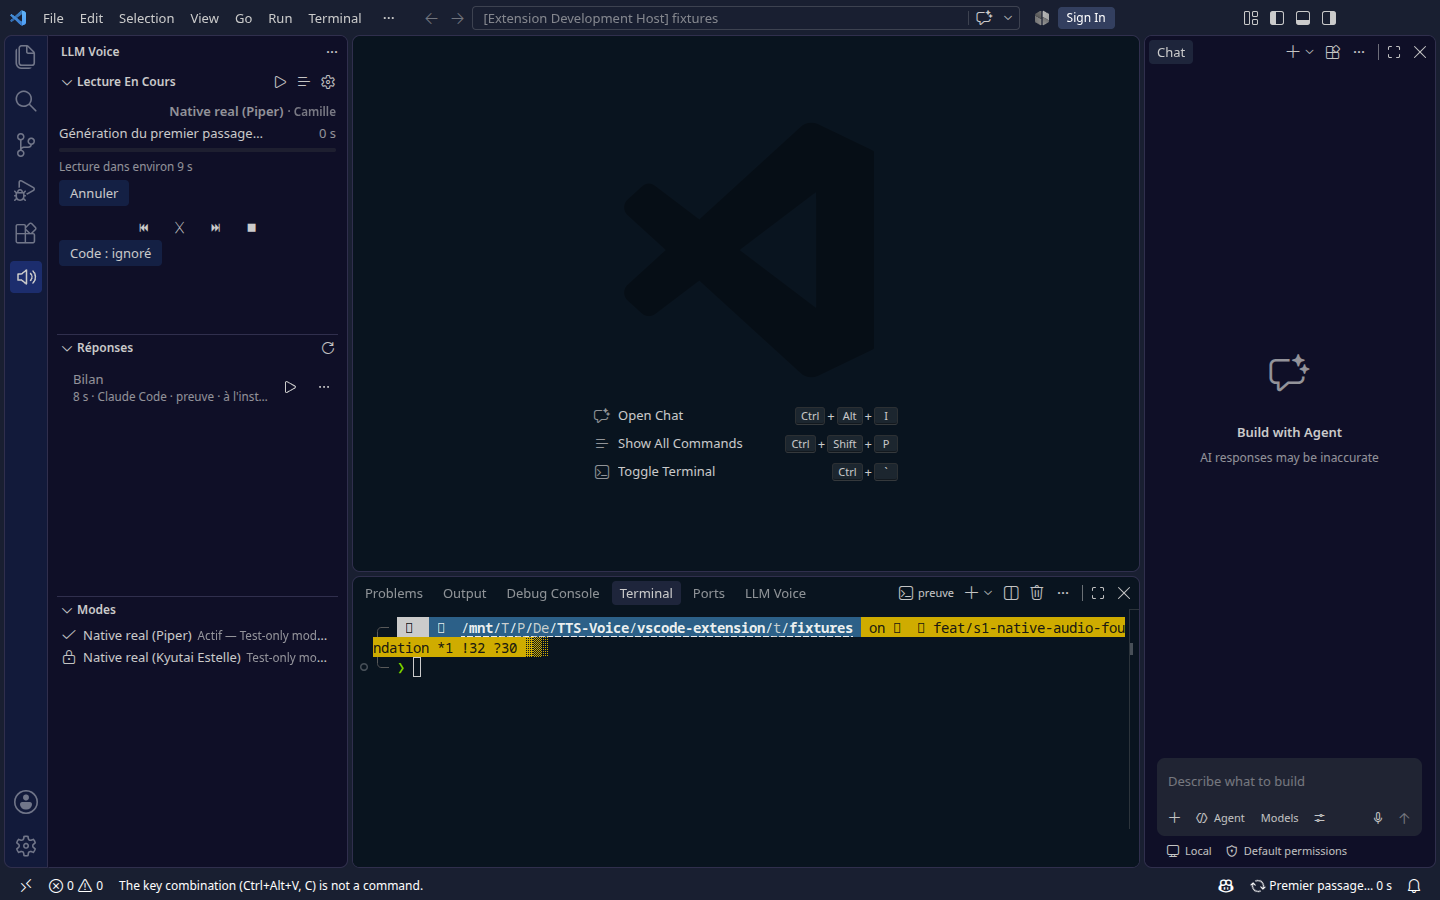 File Edit Selection View Go Run Terminal ···
[Extension Development Host] fixtures
Sign In
LLM Voice
Lecture En Cours
Native real (Piper) · Camille
Génération du premier passage... 0 s
Lecture dans environ 9 s
Annuler
Code : ignoré
Réponses
Bilan
8 s · Claude Code · preuve · à l'inst...
Modes
Native real (Piper) Actif — Test-only mod...
Native real (Kyutai Estelle) Test-only mo...
Open Chat Ctrl + Alt + I
Show All Commands Ctrl + Shift + P
Toggle Terminal Ctrl + `
Problems Output Debug Console Terminal Ports LLM Voice
preuve
/mnt/T/P/De/TTS-Voice/vscode-extension/t/fixtures on feat/s1-native-audio-fou
ndation *1 !32 ?30
❯
Chat
Build with Agent
AI responses may be inaccurate
Describe what to build
Agent Models
Local Default permissions
0 0 The key combination (Ctrl+Alt+V, C) is not a command.
Premier passage... 0 s